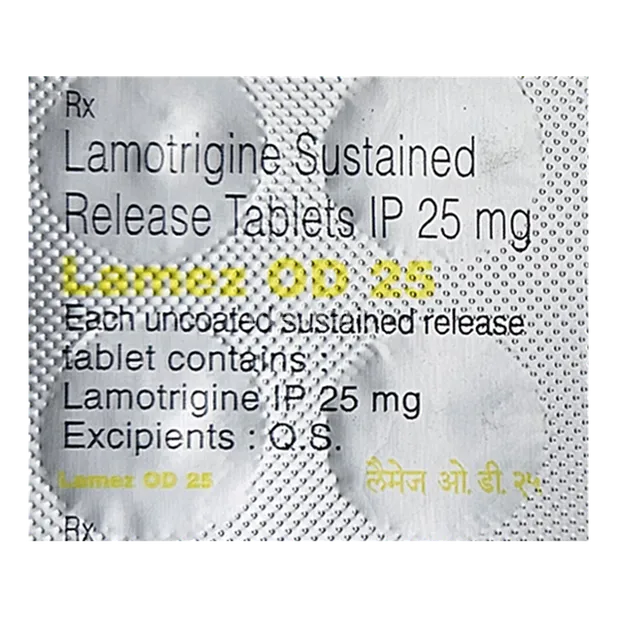 Rx
Lamotrigine Sustained
Release Tablets IP 25 mg
Lamez OD 25
Each uncoated sustained release
tablet contains :
Lamotrigine IP 25 mg
Excipients : Q.S.
Lamez OD 25
लैमेज ओ.डी.२५
Rx